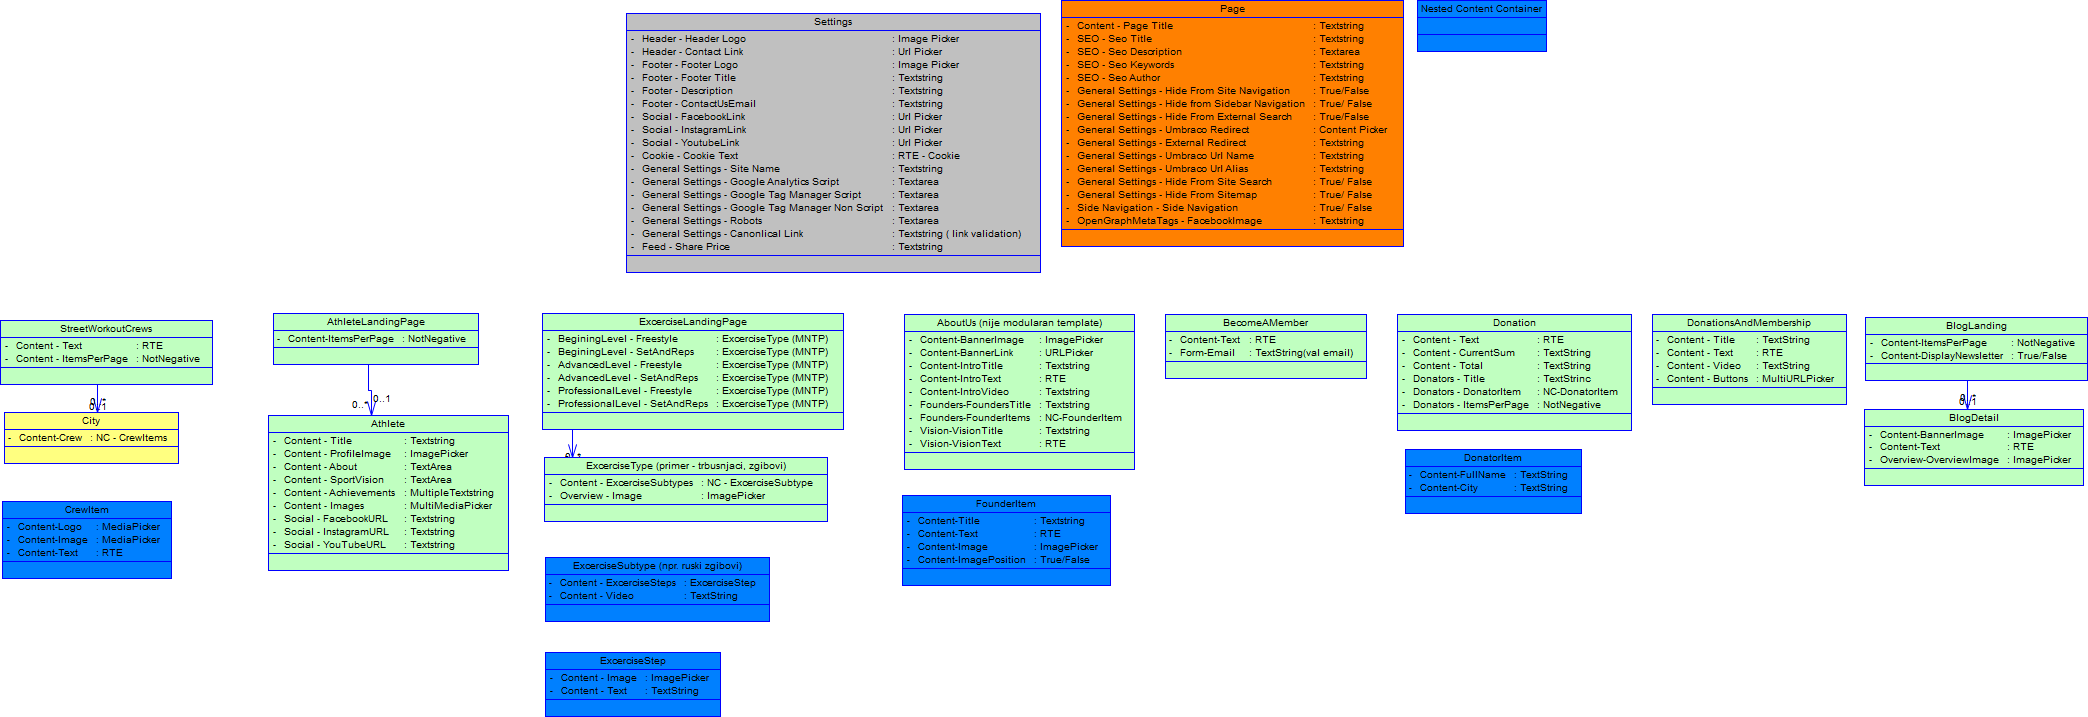 Settings
- Header - Header Logo : Image Picker
- Header - Contact Link : Url Picker
- Footer - Footer Logo : Image Picker
- Footer - Footer Title : Textstring
- Footer - Description : Textstring
- Footer - ContactUsEmail : Textstring
- Social - FacebookLink : Url Picker
- Social - InstagramLink : Url Picker
- Social - YoutubeLink : Url Picker
- Cookie - Cookie Text : RTE - Cookie
- General Settings - Site Name : Textstring
- General Settings - Google Analytics Script : Textarea
- General Settings - Google Tag Manager Script : Textarea
- General Settings - Google Tag Manager Non Script : Textarea
- General Settings - Robots : Textarea
- General Settings - Canonlical Link : Textstring ( link validation)
- Feed - Share Price : Textstring
Page
- Content - Page Title : Textstring
- SEO - Seo Title : Textstring
- SEO - Seo Description : Textarea
- SEO - Seo Keywords : Textstring
- SEO - Seo Author : Textstring
- General Settings - Hide From Site Navigation : True/False
- General Settings - Hide from Sidebar Navigation : True/ False
- General Settings - Hide From External Search : True/False
- General Settings - Umbraco Redirect : Content Picker
- General Settings - External Redirect : Textstring
- General Settings - Umbraco Url Name : Textstring
- General Settings - Umbraco Url Alias : Textstring
- General Settings - Hide From Site Search : True/ False
- General Settings - Hide From Sitemap : True/ False
- Side Navigation - Side Navigation : True/ False
- OpenGraphMetaTags - FacebookImage : Textstring
Nested Content Container
StreetWorkoutCrews
- Content - Text : RTE
- Content - ItemsPerPage : NotNegative
City
- Content-Crew : NC - CrewItems
CrewItem
- Content-Logo : MediaPicker
- Content-Image : MediaPicker
- Content-Text : RTE
AthleteLandingPage
- Content-ItemsPerPage : NotNegative
0..* 0..1
Athlete
- Content - Title : Textstring
- Content - ProfileImage : ImagePicker
- Content - About : TextArea
- Content - SportVision : TextArea
- Content - Achievements : MultipleTextstring
- Content - Images : MultiMediaPicker
- Social - FacebookURL : Textstring
- Social - InstagramURL : Textstring
- Social - YouTubeURL : Textstring
ExcerciseLandingPage
- BeginingLevel - Freestyle : ExcerciseType (MNTP)
- BeginingLevel - SetAndReps : ExcerciseType (MNTP)
- AdvancedLevel - Freestyle : ExcerciseType (MNTP)
- AdvancedLevel - SetAndReps : ExcerciseType (MNTP)
- ProfessionalLevel - Freestyle : ExcerciseType (MNTP)
- ProfessionalLevel - SetAndReps : ExcerciseType (MNTP)
ExcerciseType (primer - trbusnjaci, zgibovi)
- Content - ExcerciseSubtypes : NC - ExcerciseSubtype
- Overview - Image : ImagePicker
ExcerciseSubtype (npr. ruski zgibovi)
- Content - ExcerciseSteps : ExcerciseStep
- Content - Video : TextString
ExcerciseStep
- Content - Image : ImagePicker
- Content - Text : TextString
AboutUs (nije modularan template)
- Content-BannerImage : ImagePicker
- Content-BannerLink : URLPicker
- Content-IntroTitle : Textstring
- Content-IntroText : RTE
- Content-IntroVideo : Textstring
- Founders-FoundersTitle : Textstring
- Founders-FounderItems : NC-FounderItem
- Vision-VisionTitle : Textstring
- Vision-VisionText : RTE
FounderItem
- Content-Title : Textstring
- Content-Text : RTE
- Content-Image : ImagePicker
- Content-ImagePosition : True/False
BecomeAMember
- Content-Text : RTE
- Form-Email : TextString(val email)
Donation
- Content - Text : RTE
- Content - CurrentSum : TextString
- Content - Total : TextString
- Donators - Title : TextStrinc
- Donators - DonatorItem : NC-DonatorItem
- Donators - ItemsPerPage : NotNegative
DonatorItem
- Content-FullName : TextString
- Content-City : TextString
DonationsAndMembership
- Content - Title : TextString
- Content - Text : RTE
- Content - Video : TextString
- Content - Buttons : MultiURLPicker
BlogLanding
- Content-ItemsPerPage : NotNegative
- Content-DisplayNewsletter : True/False
BlogDetail
- Content-BannerImage : ImagePicker
- Content-Text : RTE
- Overview-OverviewImage : ImagePicker